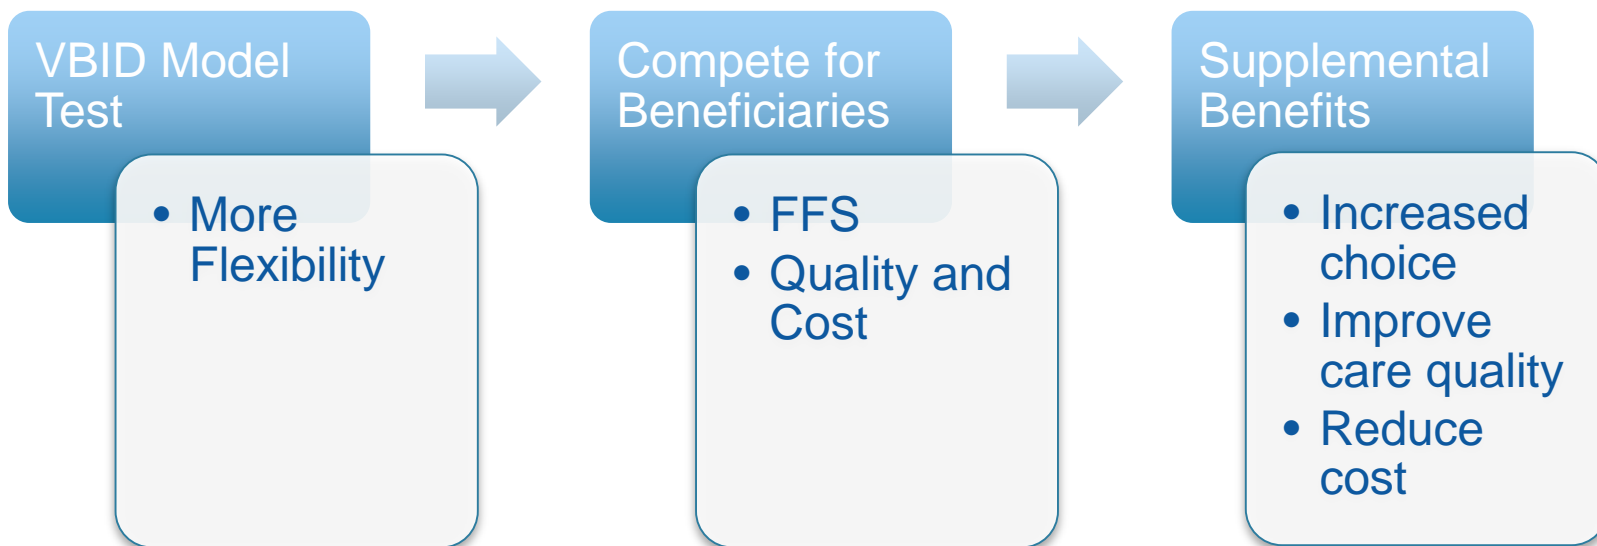 VBID Model
Test
• More
Flexibility
Compete for
Beneficiaries
• FFS
• Quality and
Cost
Supplemental
Benefits
• Increased
choice
• Improve
care quality
• Reduce
cost